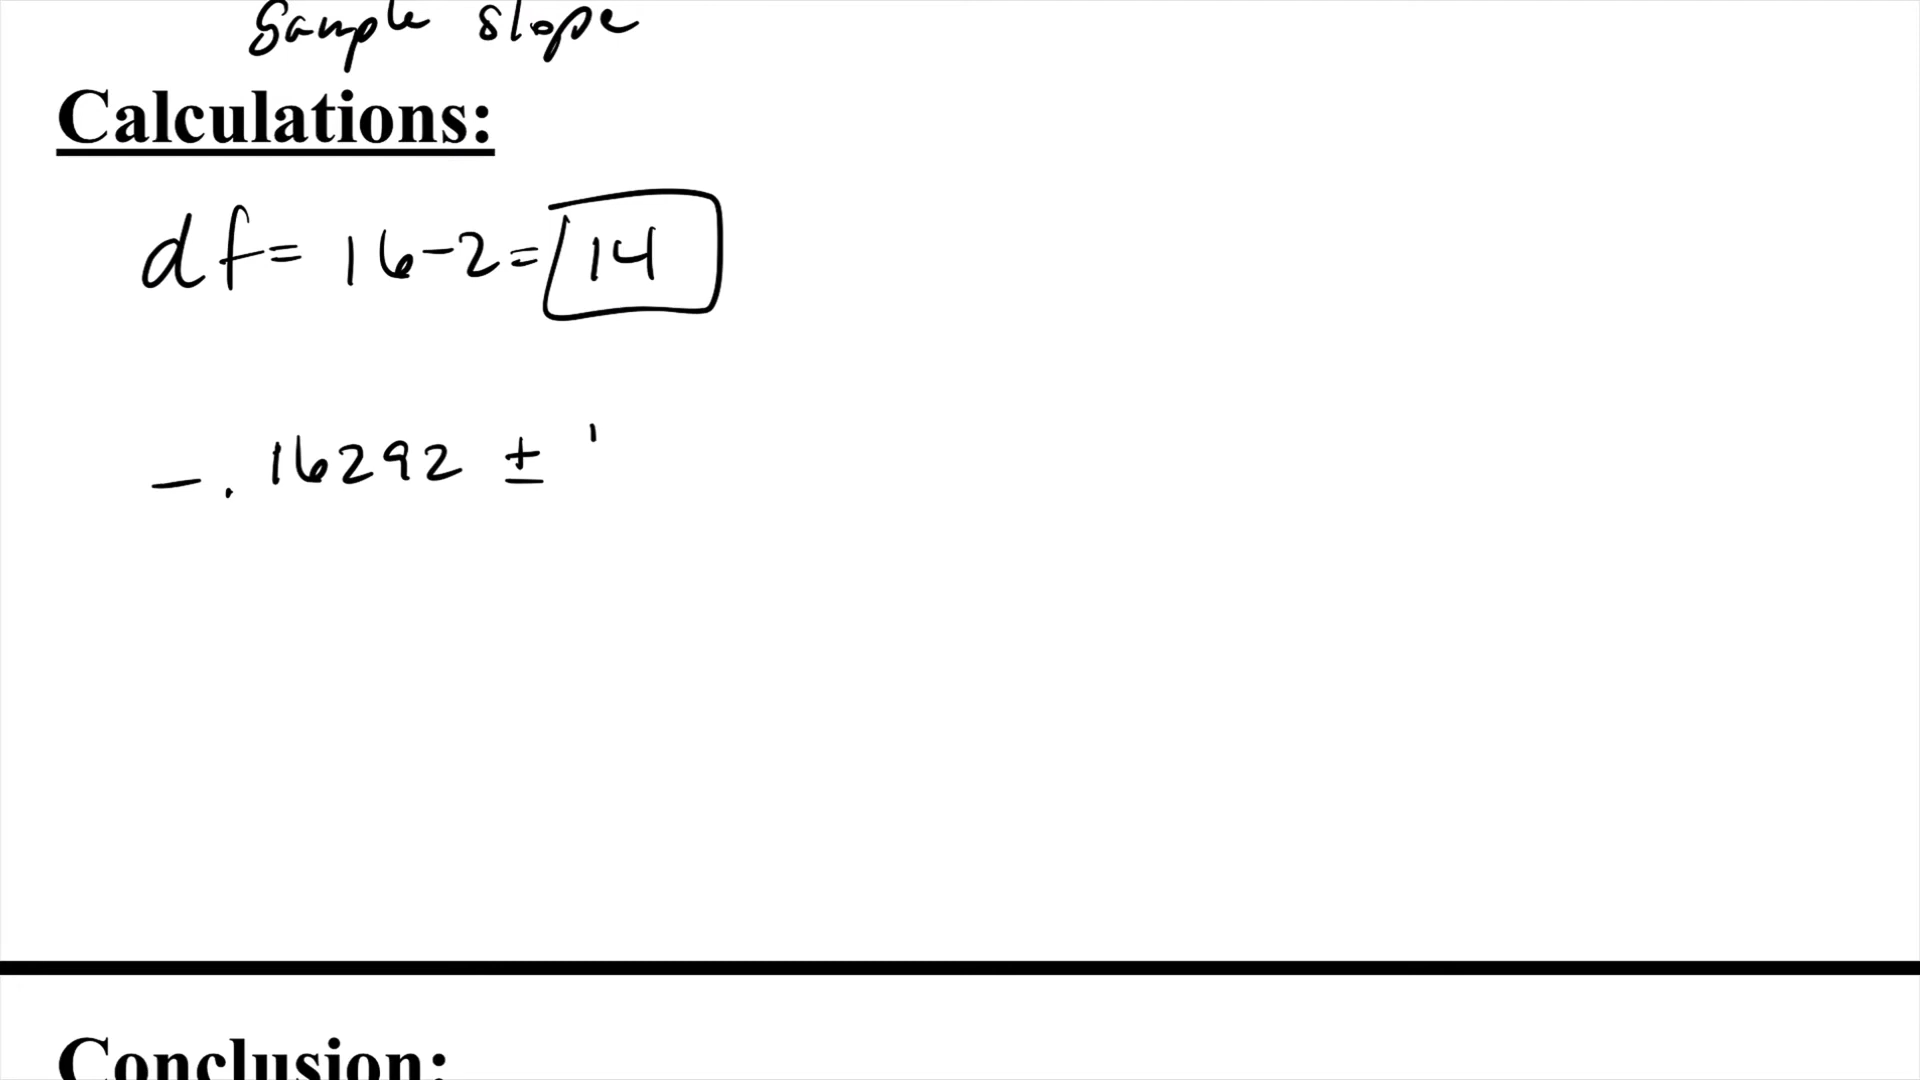 Sample slope
Calculations:
df = 16-2 = 14
-.16292 ±
Conclusion: